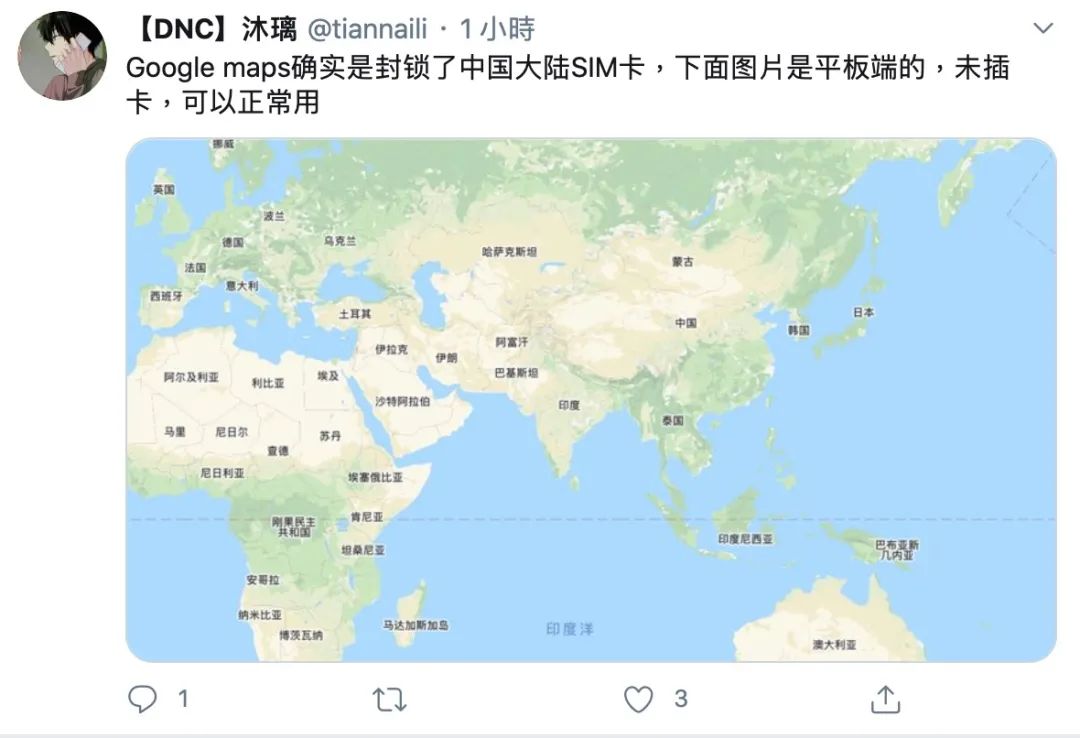 【DNC】沐璃 @tiannaili · 1 小時
Google maps确实是封锁了中国大陆SIM卡，下面图片是平板端的，未插
卡，可以正常用
挪威
英国
波兰
德国
乌克兰
法国
哈萨克斯坦
蒙古
意大利
西班牙
土耳其
日本
中国
韩国
伊拉克
伊朗
阿富汗
巴基斯坦
阿尔及利亚
利比亚
埃及
沙特阿拉伯
印度
泰国
马里
尼日尔
苏丹
查德
尼日利亚
埃塞俄比亚
肯尼亚
刚果民主
共和国
印度尼西亚
巴布亚新
几内亚
坦桑尼亚
安哥拉
纳米比亚
博茨瓦纳
马达加斯加岛
印度洋
澳大利亚
1
3